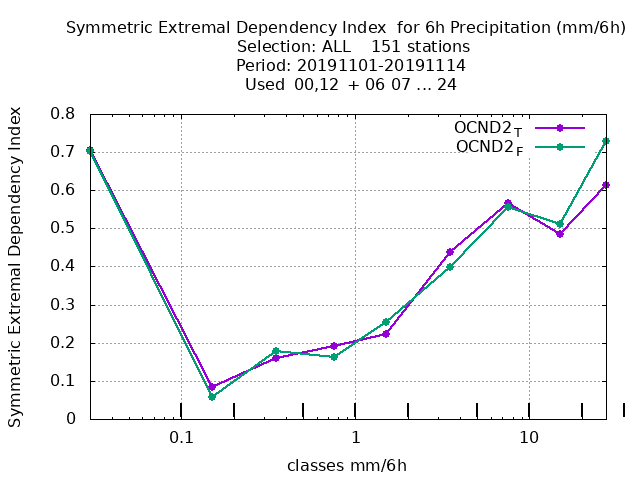 Symmetric Extremal Dependency Index  for 6h Precipitation (mm/6h)
Selection: ALL    151 stations
Period: 20191101-20191114
Used  00,12  + 06 07 ... 24
OCND2T
OCND2F
Symmetric Extremal Dependency Index
0.8
0.7
0.6
0.5
0.4
0.3
0.2
0.1
0
0.1 1 10
classes mm/6h